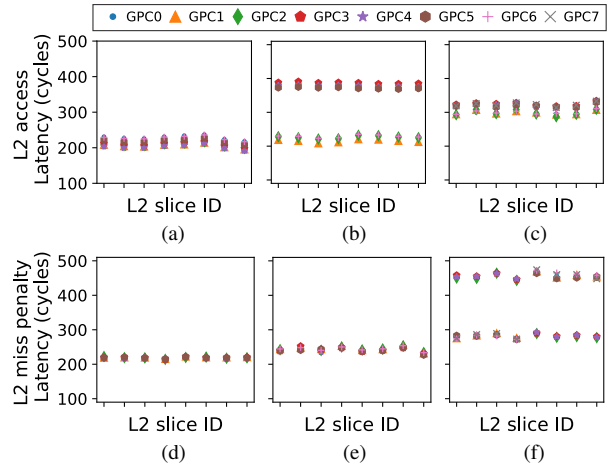 GPC0 GPC1 GPC2 GPC3 GPC4 GPC5 GPC6 GPC7
L2 access
Latency (cycles)
500
400
300
200
100
L2 slice ID L2 slice ID L2 slice ID
(a) (b) (c)
L2 miss penalty
Latency (cycles)
500
400
300
200
100
L2 slice ID L2 slice ID L2 slice ID
(d) (e) (f)